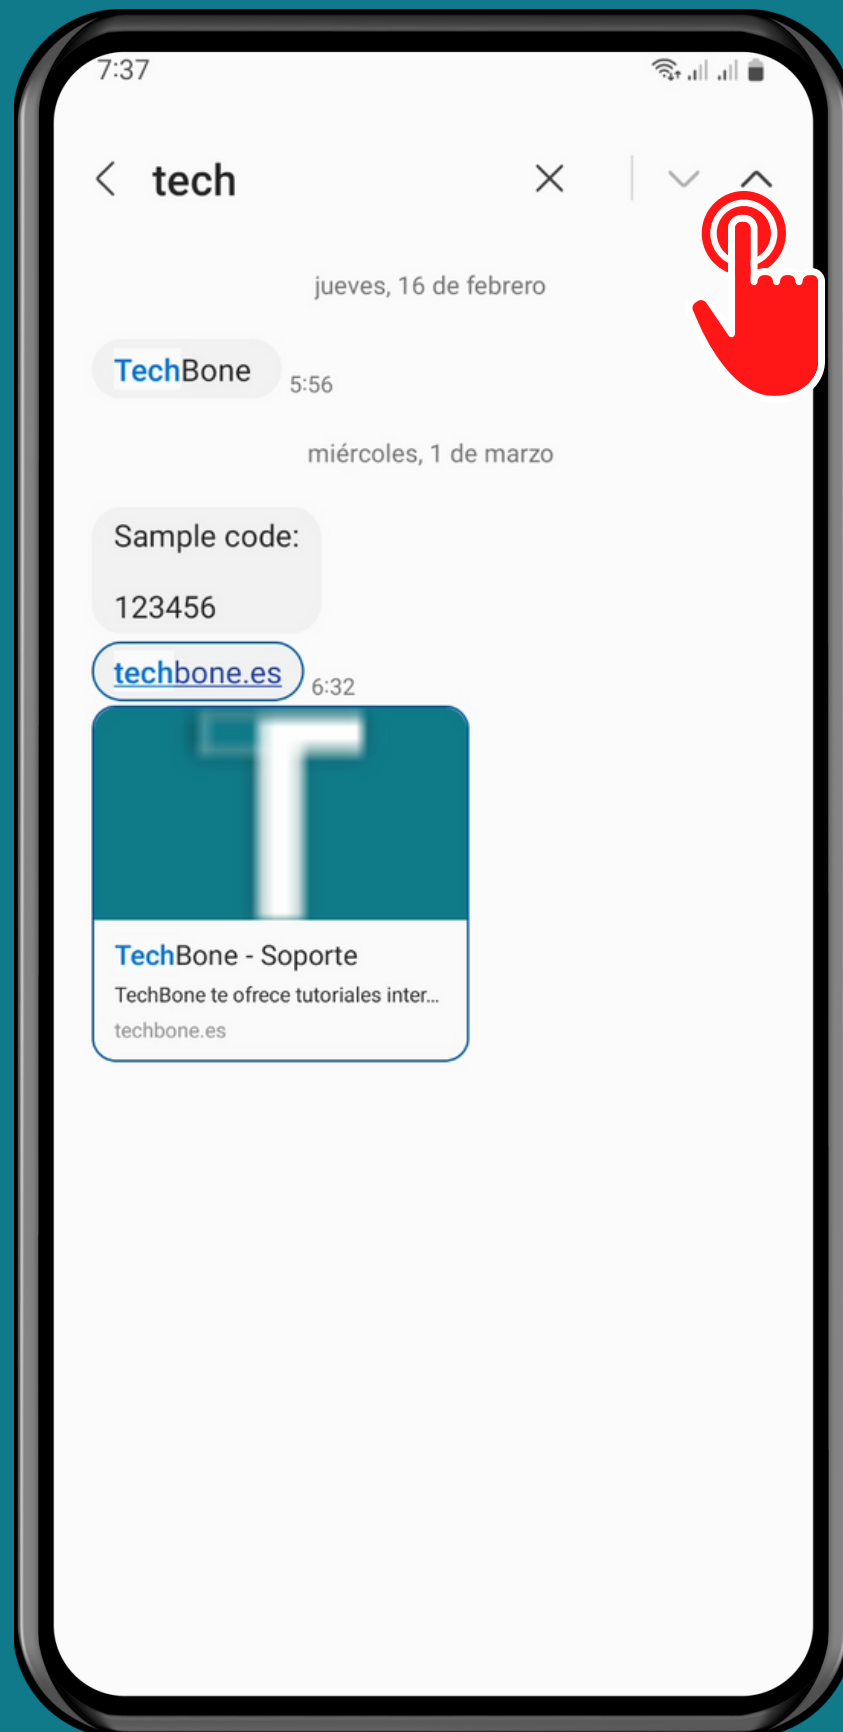 7:37
tech
jueves, 16 de febrero
TechBone
5:56
miércoles, 1 de marzo
Sample code:
123456
techbone.es
6:32
T
TechBone - Soporte
TechBone te ofrece tutoriales inter...
techbone.es